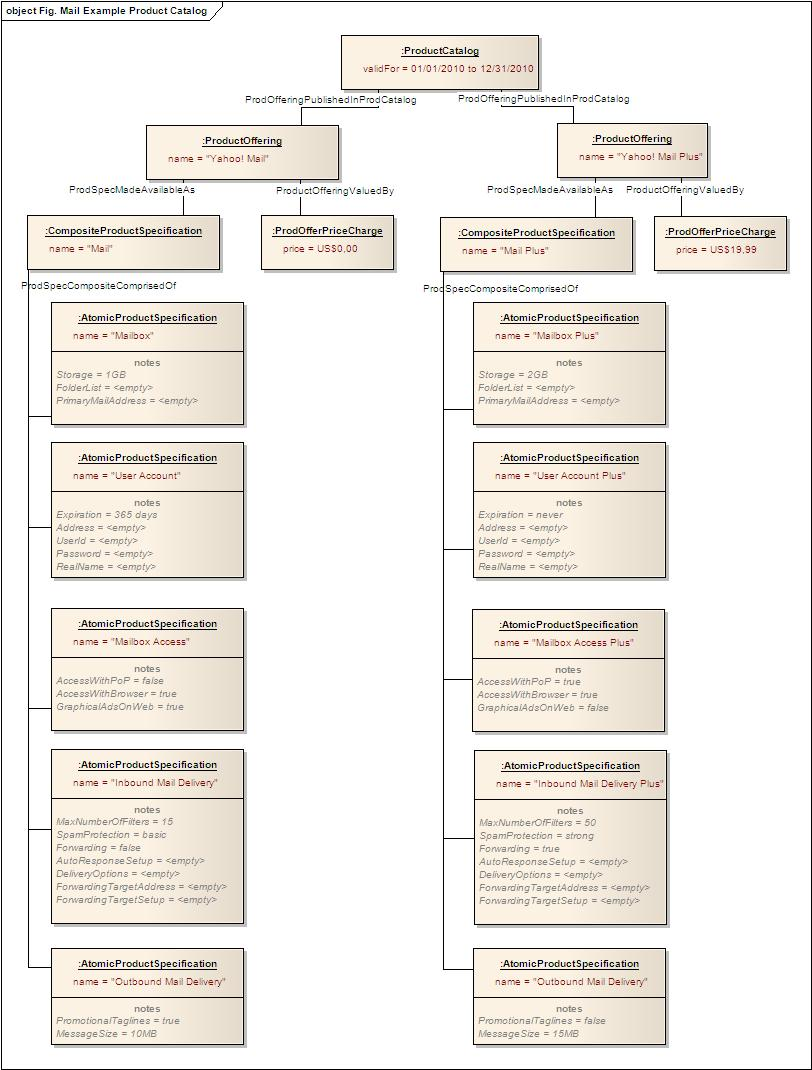 object Fig. Mail Example Product Catalog
:ProductCatalog
validFor = 01/01/2010 to 12/31/2010
ProdOfferingPublishedInProdCatalog
ProdOfferingPublishedInProdCatalog
:ProductOffering
name = "Yahoo! Mail"
:ProductOffering
name = "Yahoo! Mail Plus"
ProdSpecMadeAvailableAs
ProductOfferingValuedBy
ProdSpecMadeAvailableAs
ProductOfferingValuedBy
:CompositeProductSpecification
name = "Mail"
:ProdOfferPriceCharge
price = US$0,00
:CompositeProductSpecification
name = "Mail Plus"
:ProdOfferPriceCharge
price = US$19,99
ProdSpecCompositeComprisedOf
ProdSpecCompositeComprisedOf
:AtomicProductSpecification
name = "Mailbox"
notes
Storage = 1GB
FolderList = <empty>
PrimaryMailAddress = <empty>
:AtomicProductSpecification
name = "Mailbox Plus"
notes
Storage = 2GB
FolderList = <empty>
PrimaryMailAddress = <empty>
:AtomicProductSpecification
name = "User Account"
notes
Expiration = 365 days
Address = <empty>
UserId = <empty>
Password = <empty>
RealName = <empty>
:AtomicProductSpecification
name = "User Account Plus"
notes
Expiration = never
Address = <empty>
UserId = <empty>
Password = <empty>
RealName = <empty>
:AtomicProductSpecification
name = "Mailbox Access"
notes
AccessWithPoP = false
AccessWithBrowser = true
GraphicalAdsOnWeb = true
:AtomicProductSpecification
name = "Mailbox Access Plus"
notes
AccessWithPoP = true
AccessWithBrowser = true
GraphicalAdsOnWeb = false
:AtomicProductSpecification
name = "Inbound Mail Delivery"
notes
MaxNumberOfFilters = 15
SpamProtection = basic
Forwarding = false
AutoResponseSetup = <empty>
DeliveryOptions = <empty>
ForwardingTargetAddress = <empty>
ForwardingTargetSetup = <empty>
:AtomicProductSpecification
name = "Inbound Mail Delivery Plus"
notes
MaxNumberOfFilters = 50
SpamProtection = strong
Forwarding = true
AutoResponseSetup = <empty>
DeliveryOptions = <empty>
ForwardingTargetAddress = <empty>
ForwardingTargetSetup = <empty>
:AtomicProductSpecification
name = "Outbound Mail Delivery"
notes
PromotionalTaglines = true
MessageSize = 10MB
:AtomicProductSpecification
name = "Outbound Mail Delivery"
notes
PromotionalTaglines = false
MessageSize = 15MB